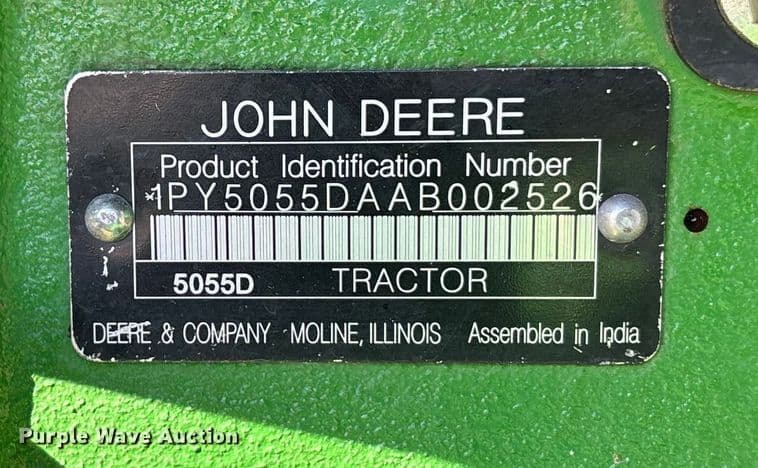 JOHN DEERE
Product Identification Number
*1PY5055DAAB002526*
5055D TRACTOR
DEERE & COMPANY MOLINE, ILLINOIS Assembled in India
Purple Wave Auction